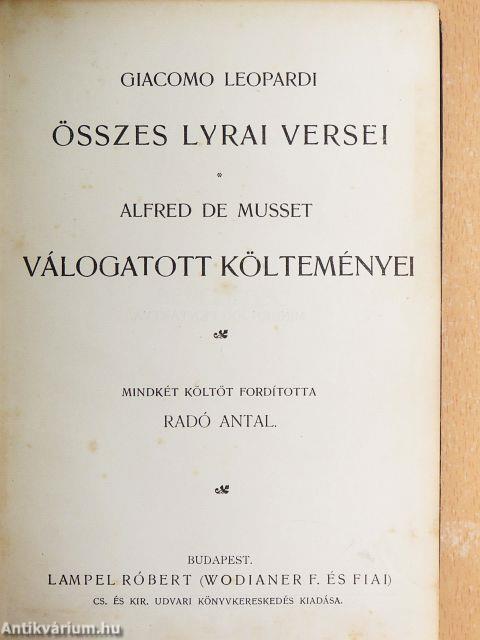 GIACOMO LEOPARDI
ÖSSZES LYRAI VERSEI
*
ALFRED DE MUSSET
VÁLOGATOTT KÖLTEMÉNYEI
MINDKÉT KÖLTŐT FORDÍTOTTA
RADÓ ANTAL.
BUDAPEST.
LAMPEL RÓBERT (WODIANER F. ÉS FIAI)
CS. ÉS KIR. UDVARI KÖNYVKERESKEDÉS KIADÁSA.
Antikvárium.hu